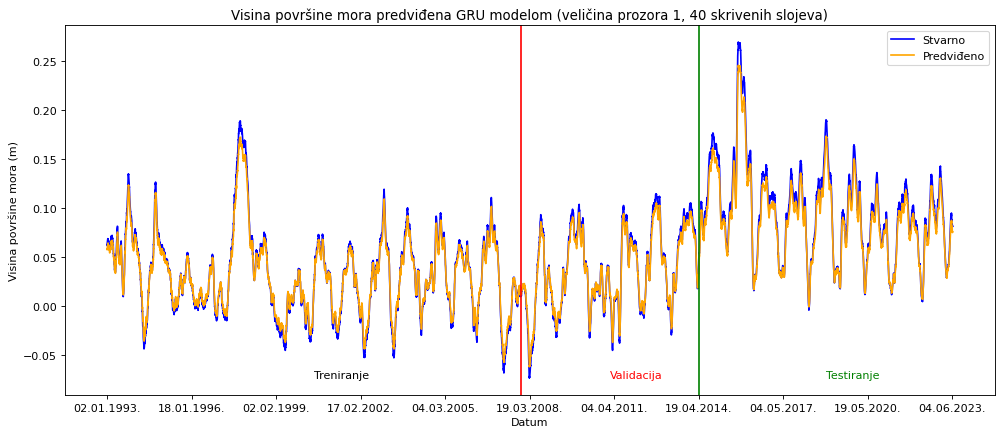 Visina površine mora predviđena GRU modelom (veličina prozora 1, 40 skrivenih slojeva)
Stvarno
Predviđeno
Visina površine mora (m)
0.25
0.20
0.15
0.10
0.05
0.00
−0.05
Treniranje
Validacija
Testiranje
02.01.1993. 18.01.1996. 02.02.1999. 17.02.2002. 04.03.2005. 19.03.2008. 04.04.2011. 19.04.2014. 04.05.2017. 19.05.2020. 04.06.2023.
Datum